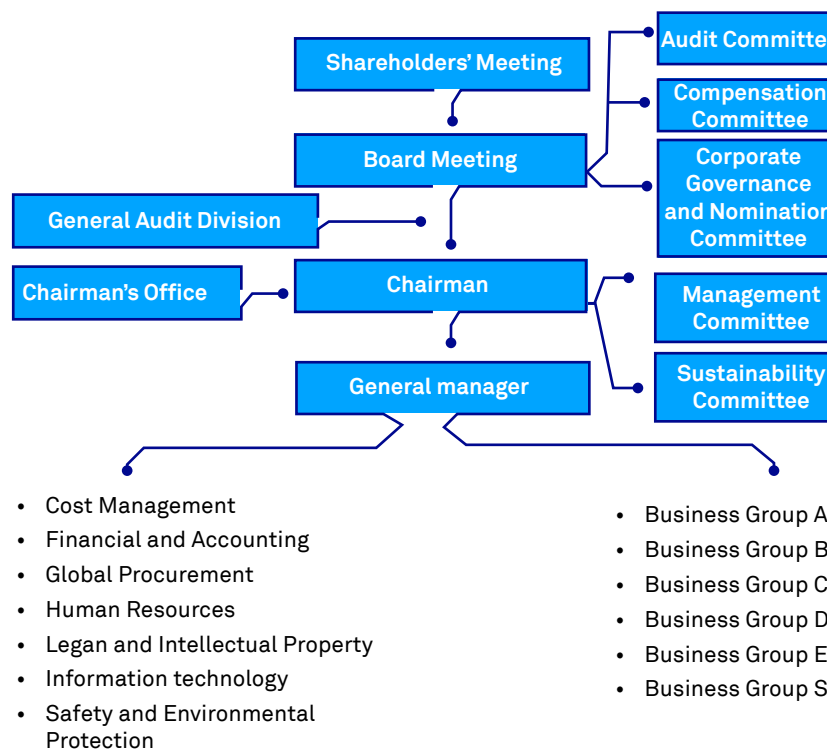 Audit Committe
Shareholders' Meeting
Compensation
Committee
Board Meeting
Corporate
Governance
and Nomination
Committee
General Audit Division
Chairman's Office
Chairman
Management
Committee
General manager
Sustainability
Committee
• Cost Management
• Financial and Accounting
• Global Procurement
• Human Resources
• Legan and Intellectual Property
• Information technology
• Safety and Environmental
Protection
• Business Group A
• Business Group B
• Business Group C
• Business Group D
• Business Group E
• Business Group S